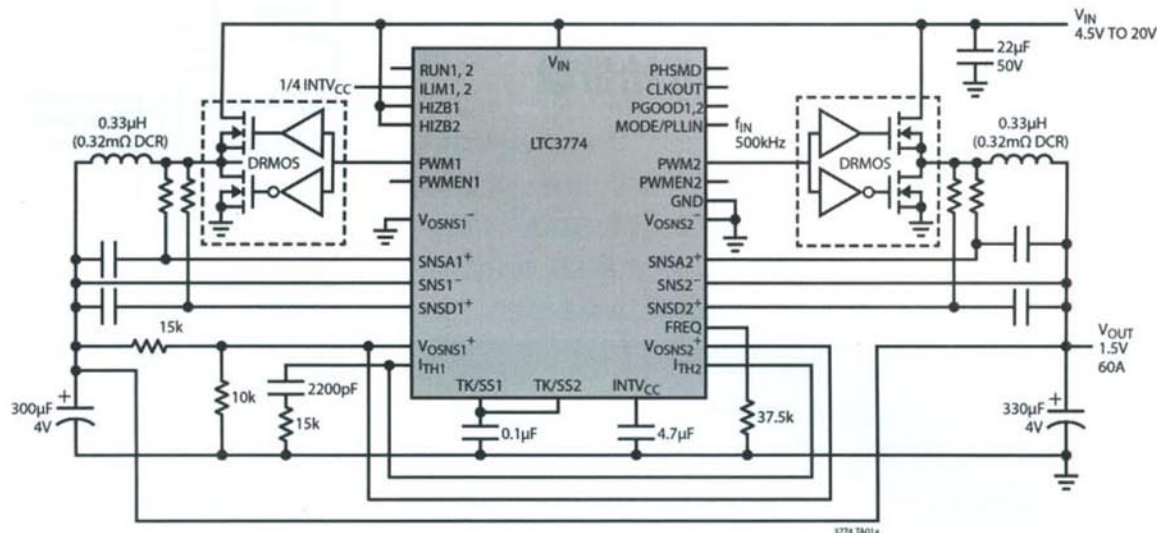 VIN
4.5V TO 20V
22µF
50V
1/4 INTVCC
RUN1, 2
ILIM1, 2
HIZB1
HIZB2
PWM1
PWMEN1
VOSNS1−
SNSA1+
SNS1−
SNSD1+
VOSNS1+
ITH1
VIN
LTC3774
TK/SS1
TK/SS2
INTVCC
PHSMD
CLKOUT
PGOOD1,2
MODE/PLLIN
PWM2
PWMEN2
GND
VOSNS2−
SNSA2+
SNS2−
SNSD2+
FREQ
VOSNS2+
ITH2
fIN
500kHz
0.33µH
(0.32mΩ DCR)
DRMOS
DRMOS
0.33µH
(0.32mΩ DCR)
15k
10k
2200pF
15k
300µF
4V
0.1µF
4.7µF
37.5k
VOUT
1.5V
60A
330µF
4V
3774 TA01a